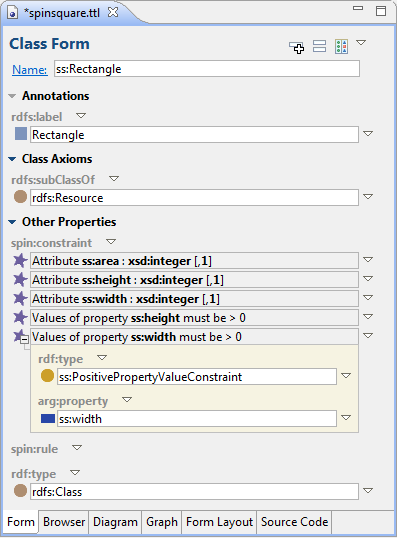 *spinsquare.ttl
Class Form
Name: ss:Rectangle
Annotations
rdfs:label
Rectangle
Class Axioms
rdfs:subClassOf
rdfs:Resource
Other Properties
spin:constraint
Attribute ss:area : xsd:integer [,1]
Attribute ss:height : xsd:integer [,1]
Attribute ss:width : xsd:integer [,1]
Values of property ss:height must be > 0
Values of property ss:width must be > 0
rdf:type
ss:PositivePropertyValueConstraint
arg:property
ss:width
spin:rule
rdf:type
rdfs:Class
Form Browser Diagram Graph Form Layout Source Code